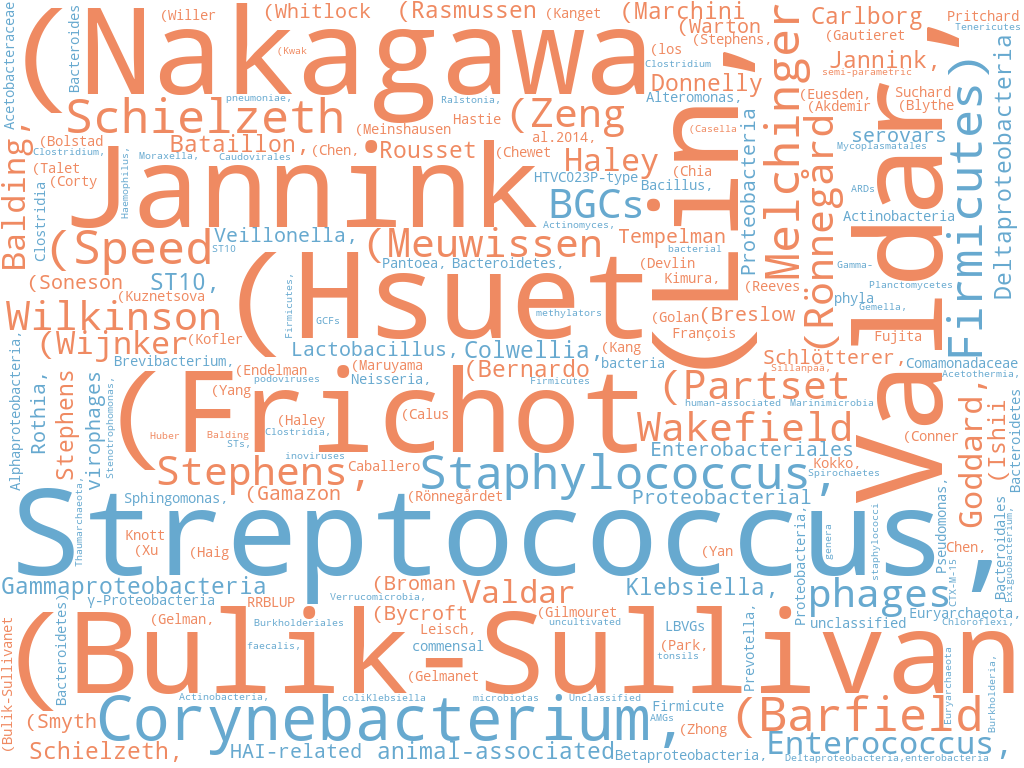 (Nakagawa
(Willer
(Whitlock
(Rasmussen
(Kanget
(Marchini
(Warton
(Stephens,
Carlborg
(Gautieret
Pritchard
Tenericutes
Acetobacteraceae
Bacteroides
(Kwak
(los
Clostridium
Jannink,
semi-parametric
Donnelly
Alteromonas,
(Euesden,
Suchard
(Akdemir
(Blythe
pneumoniae,
Ralstonia,
Schielzeth
Hastie
(Zeng
(Meinshausen
al.2014,
(Casella
serovars
Mycoplasmatales
Balding,
(Bolstad
Clostridium,
Bataillon,
(Chen,
Rousset
(Chewet
Haley
(Talet
(Corty
Moraxella,
Caudovirales
Haemophilus,
Jannink
HTVC023P-type
Bacillus,
(Chia
BGCs
Actinomyces,
(Lin,
Proteobacteria
Melchinger
(Rönnegård
ARDs
Actinobacteria
Valdar,
Firmicutes)
Deltaproteobacteria
Clostridia
(Speed
Veillonella,
ST10
(Meuwissen
Tempelman
bacterial
Pantoea,
Bacteroidetes,
(Devlin
Kimura,
(Reeves
Gamma-
Planctomycetes
phyla
Gemella,
(Soneson
ST10,
(Kuznetsova
(Hsuet
Firmicutes,
GCFs
methylators
(Golan
(Breslow
François
Fujita
Wilkinson
(Wijnker
(Kofler
Lactobacillus,
Colwellia,
(Kang
bacteria
Schlötterer,
Sillanpää,
Comamonadaceae
Acetothermia,
Brevibacterium,
(Endelman
podoviruses
(Maruyama
Neisseria,
(Bernardo
Firmicutes
(Yang
(Partset
human-associated
Marinimicrobia
Alphaproteobacteria,
Rothia,
Stephens
virophages
Stenotrophomonas,
(Frichot
(Haley
Clostridia,
(Calus
Huber
Balding
STs,
inoviruses
Wakefield
(Conner
Goddard,
(Ishii
Bacteroidetes
Enterobacteriales
Stephens,
Caballero
Staphylococcus,
Kokko,
Spirochaetes
Sphingomonas,
(Gamazon
(Rönnegårdet
Proteobacterial
Streptococcus,
Thaumarchaeota,
Knott
(Xu
(Haig
(Yan
Proteobacteria,
genera
staphylococci
Pseudomonas,
Chen,
CTX-M-15
Bacteroidales
Exiguobacterium,
Gammaproteobacteria
(Broman
Valdar
Klebsiella,
phages
γ-Proteobacteria
RRBLUP
Verrucomicrobia,
(Bycroft
(Gilmouret
uncultivated
LBVGs
unclassified
Euryarchaeota,
Chloroflexi,
(Gelman,
Burkholderiales
Leisch,
Bacteroidetes)
faecalis,
commensal
(Park,
tonsils
Prevotella,
(Bulik-Sullivan
(Bulik-Sullivanet
(Gelmanet
Euryarchaeota
Burkholderia,
Actinobacteria,
coliKlebsiella
microbiotas
Unclassified
Firmicute
AMGs
(Smyth
Corynebacterium,
(Zhong
(Barfield
Schielzeth,
HAI-related
animal-associated
Betaproteobacteria,
Enterococcus,
Deltaproteobacteria,enterobacteria